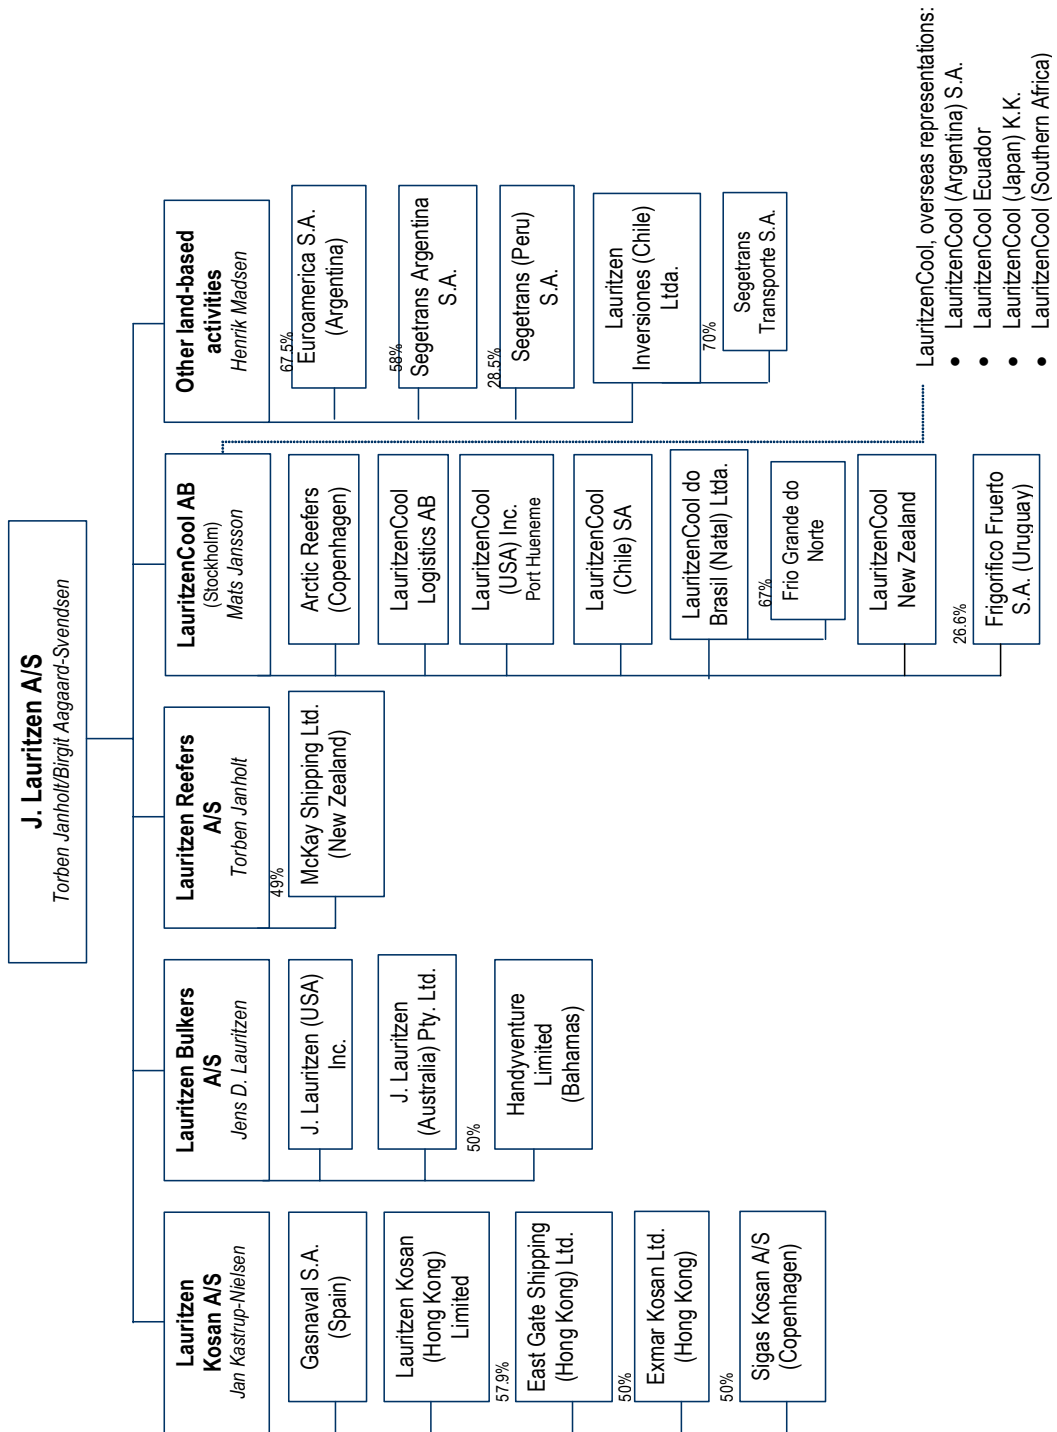 J. Lauritzen A/S
Torben Janholt/Birgit Aagaard-Svendsen
Lauritzen
Kosan A/S
Jan Kastrup-Nielsen
Gasnaval S.A.
(Spain)
Lauritzen Kosan
(Hong Kong)
Limited
57.9%
East Gate Shipping
(Hong Kong) Ltd.
50%
Exmar Kosan Ltd.
(Hong Kong)
50%
Sigas Kosan A/S
(Copenhagen)
Lauritzen Bulkers
A/S
Jens D. Lauritzen
J. Lauritzen (USA)
Inc.
J. Lauritzen
(Australia) Pty. Ltd.
50%
Handyventure
Limited
(Bahamas)
Lauritzen Reefers
A/S
Torben Janholt
49%
McKay Shipping Ltd.
(New Zealand)
LauritzenCool AB
(Stockholm)
Mats Jansson
Arctic Reefers
(Copenhagen)
LauritzenCool
Logistics AB
LauritzenCool
(USA) Inc.
Port Hueneme
LauritzenCool
(Chile) SA
LauritzenCool do
Brasil (Natal) Ltda.
67%
Frio Grande do
Norte
LauritzenCool
New Zealand
26.6%
Frigorifico Fruerto
S.A. (Uruguay)
Other land-based
activities
Henrik Madsen
67.5%
Euroamerica S.A.
(Argentina)
58%
Segetrans Argentina
S.A.
28.5%
Segetrans (Peru)
S.A.
Lauritzen
Inversiones (Chile)
Ltda.
70%
Segetrans
Transporte S.A.
LauritzenCool, overseas representations:
• LauritzenCool (Argentina) S.A.
• LauritzenCool Ecuador
• LauritzenCool (Japan) K.K.
• LauritzenCool (Southern Africa)